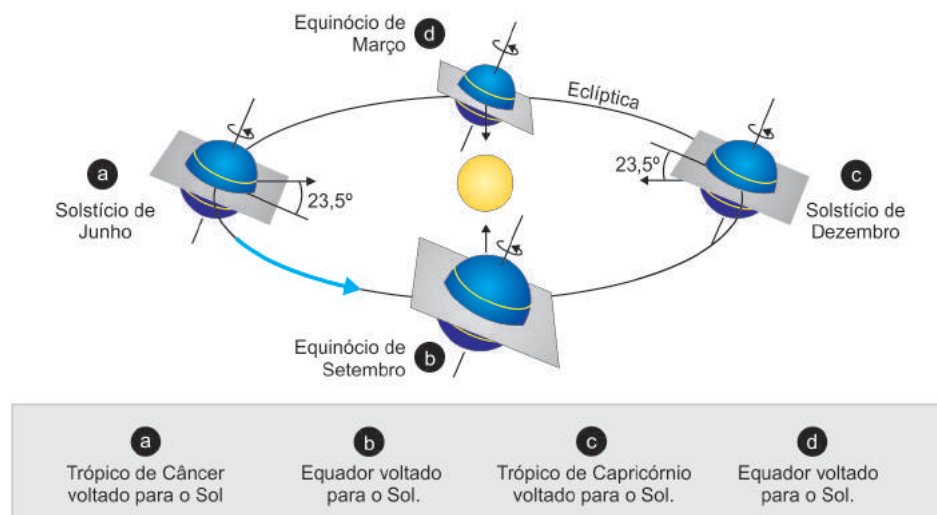 Equinócio de
Março
d
Eclíptica
a
Solstício de
Junho
23,5º
23,5º
c
Solstício de
Dezembro
Equinócio de
Setembro
b
a
Trópico de Câncer
voltado para o Sol
b
Equador voltado
para o Sol.
c
Trópico de Capricórnio
voltado para o Sol.
d
Equador voltado
para o Sol.